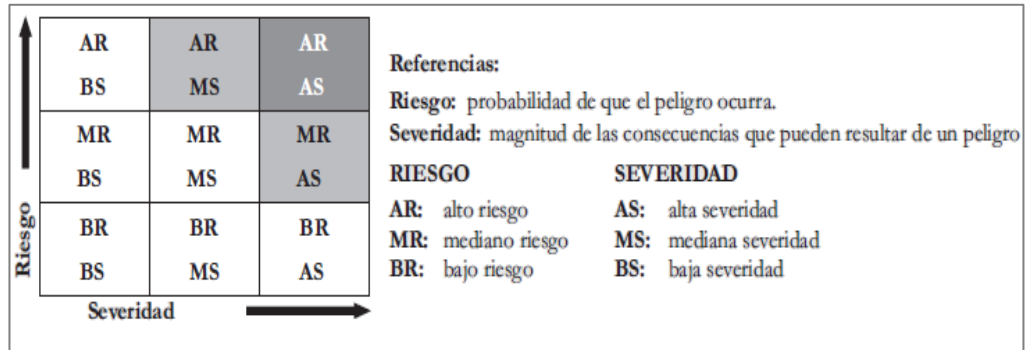 AR AR AR
BS MS AS
MR MR MR
BS MS AS
BR BR BR
BS MS AS
Riesgo
Severidad
Referencias:
Riesgo: probabilidad de que el peligro ocurra.
Severidad: magnitud de las consecuencias que pueden resultar de un peligro
RIESGO SEVERIDAD
AR: alto riesgo AS: alta severidad
MR: mediano riesgo MS: mediana severidad
BR: bajo riesgo BS: baja severidad